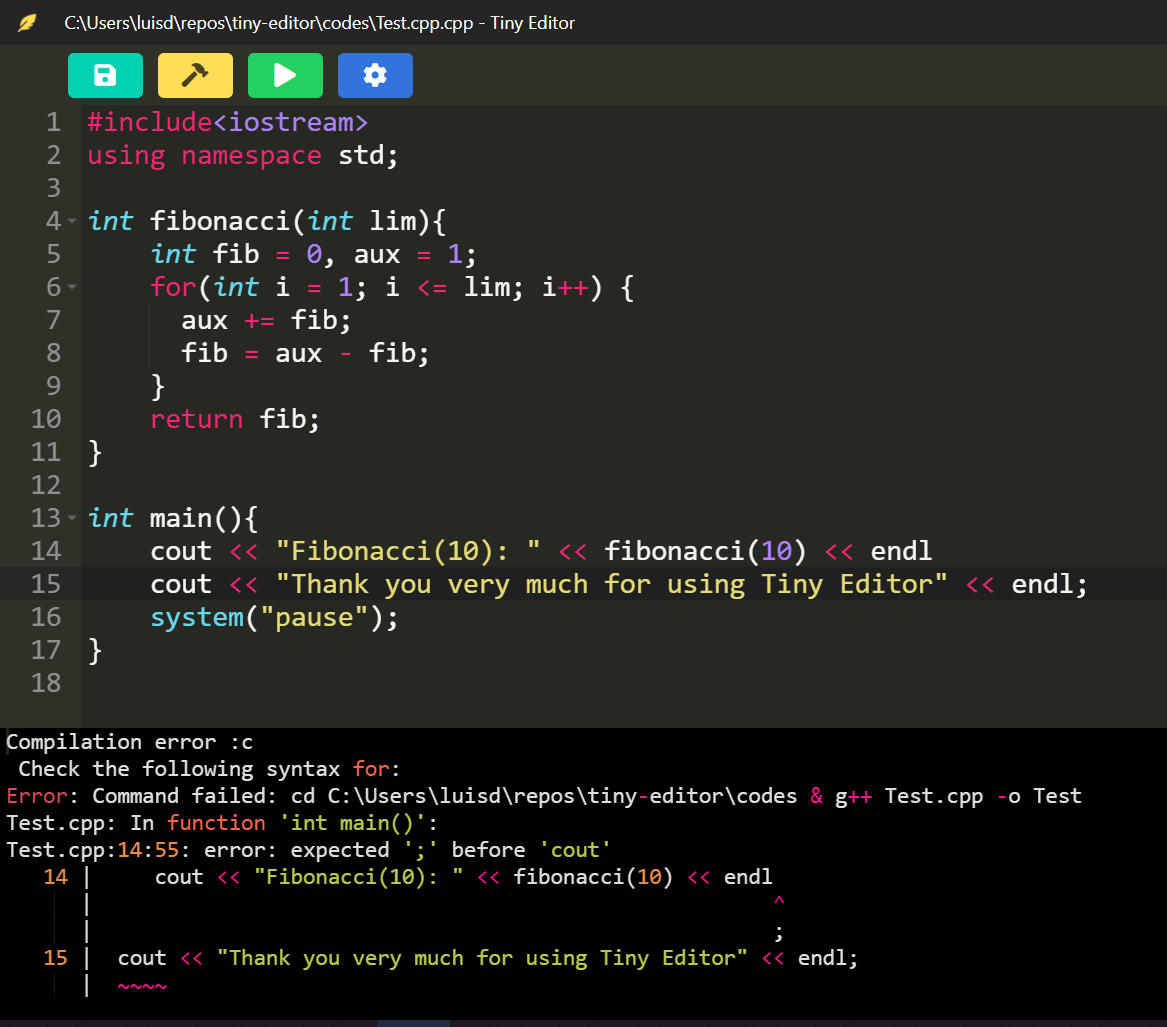 C:\Users\luisd\repos\tiny-editor\codes\Test.cpp.cpp - Tiny Editor
1 #include<iostream>
2 using namespace std;
3
4 int fibonacci(int lim){
5     int fib = 0, aux = 1;
6     for(int i = 1; i <= lim; i++) {
7       aux += fib;
8       fib = aux - fib;
9     }
10     return fib;
11 }
12
13 int main(){
14     cout << "Fibonacci(10): " << fibonacci(10) << endl
15     cout << "Thank you very much for using Tiny Editor" << endl;
16     system("pause");
17 }
18
Compilation error :c
 Check the following syntax for:
Error: Command failed: cd C:\Users\luisd\repos\tiny-editor\codes & g++ Test.cpp -o Test
Test.cpp: In function 'int main()':
Test.cpp:14:55: error: expected ';' before 'cout'
   14 |     cout << "Fibonacci(10): " << fibonacci(10) << endl
      |                                                       ^
      |                                                       ;
   15 |  cout << "Thank you very much for using Tiny Editor" << endl;
      |  ~~~~